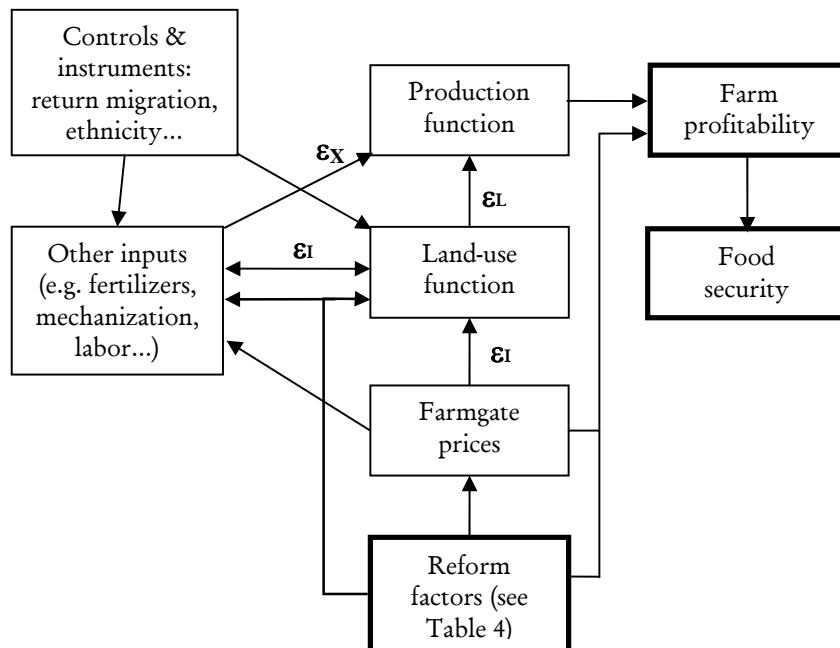 Controls &
instruments:
return migration,
ethnicity...
Production
function
Farm
profitability
εX
εL
Other inputs
(e.g. fertilizers,
mechanization,
labor...)
εI
Land-use
function
Food
security
εI
Farmgate
prices
Reform
factors (see
Table 4)